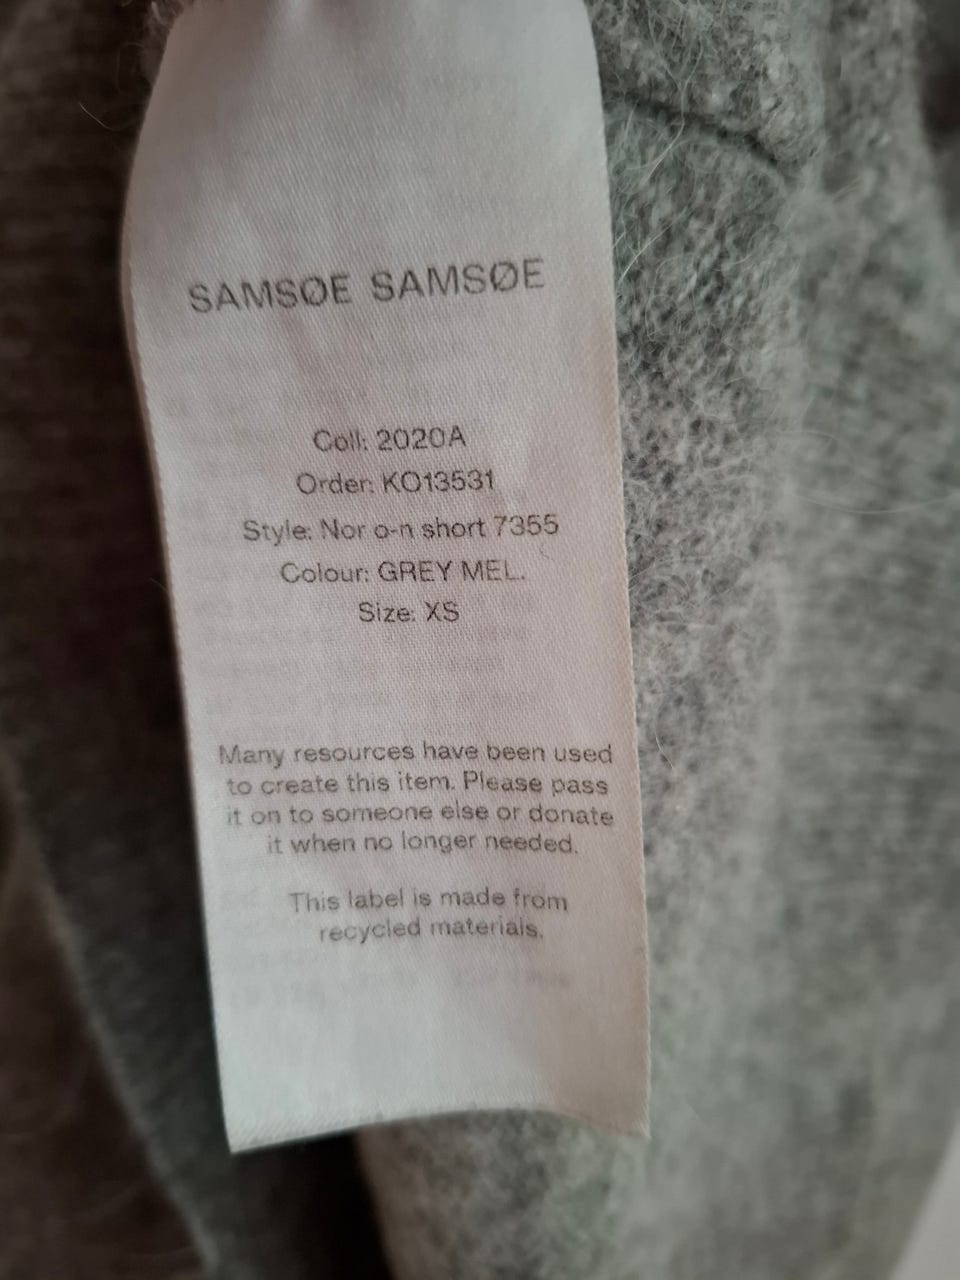 SAMSØE SAMSØE
Coll: 2020A
Order: KO13531
Style: Nor o-n short 7355
Colour: GREY MEL.
Size: XS
Many resources have been used
to create this item. Please pass
it on to someone else or donate
it when no longer needed.
This label is made from
recycled materials.